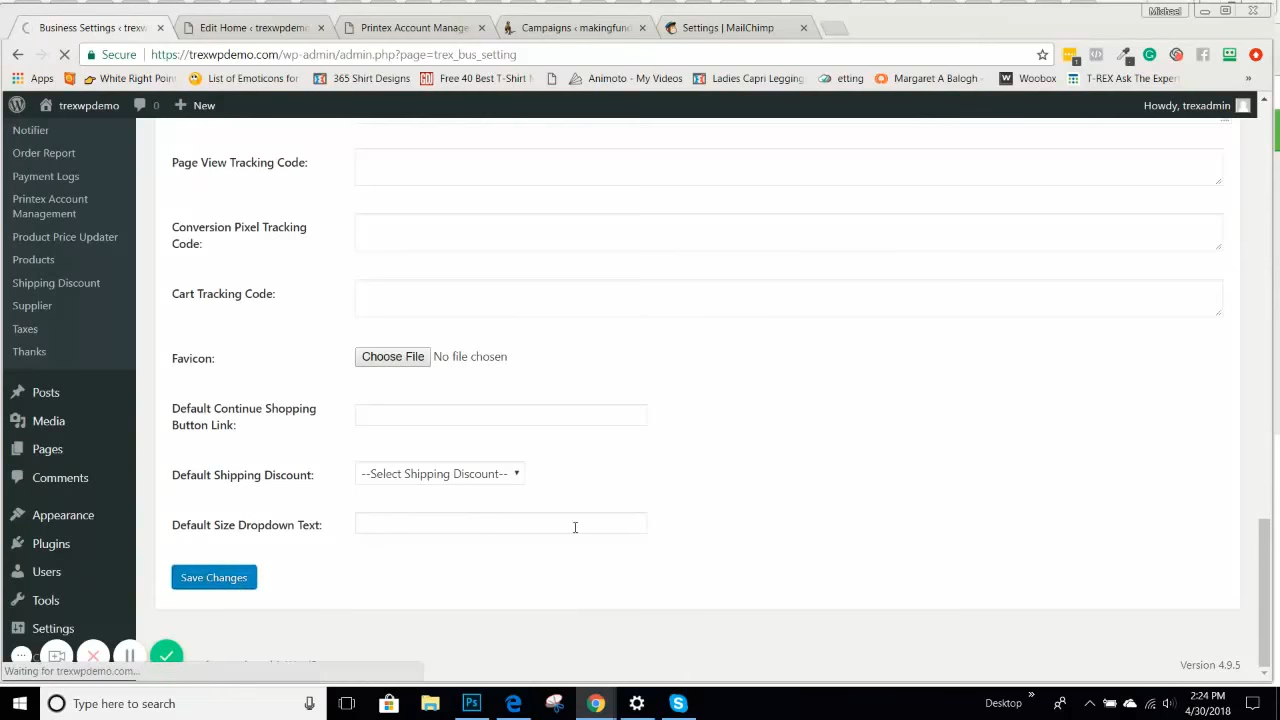 Michael
Business Settings ‹ trexw
Edit Home ‹ trexwpdemo
Printex Account Manage
Campaigns ‹ makingfund
Settings | MailChimp
Secure
https://trexwpdemo.com/wp-admin/admin.php?page=trex_bus_setting
Apps
White Right Point
List of Emoticons for
365 Shirt Designs
Free 40 Best T-Shirt
Animoto - My Videos
Ladies Capri Legging
etting
Margaret A Balogh
Woobox
T-REX Ask The Exper
»
trexwpdemo
0
New
Howdy, trexadmin
Notifier
Order Report
Payment Logs
Printex Account
Management
Product Price Updater
Products
Shipping Discount
Supplier
Taxes
Thanks
Posts
Media
Pages
Comments
Appearance
Plugins
Users
Tools
Settings
Page View Tracking Code:
Conversion Pixel Tracking
Code:
Cart Tracking Code:
Favicon:
Choose File No file chosen
Default Continue Shopping
Button Link:
Default Shipping Discount:
--Select Shipping Discount--
Default Size Dropdown Text:
Save Changes
Version 4.9.5
Waiting for trexwpdemo.com...
Type here to search
Desktop
2:24 PM
4/30/2018